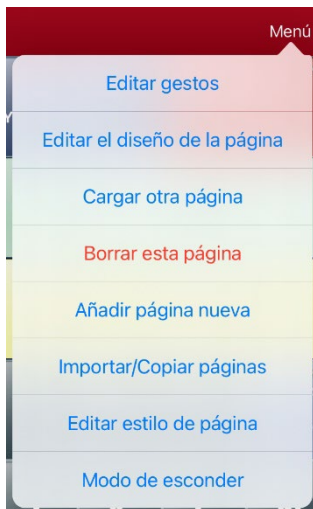 Menú
Editar gestos
Editar el diseño de la página
Cargar otra página
Borrar esta página
Añadir página nueva
Importar/Copiar páginas
Editar estilo de página
Modo de esconder